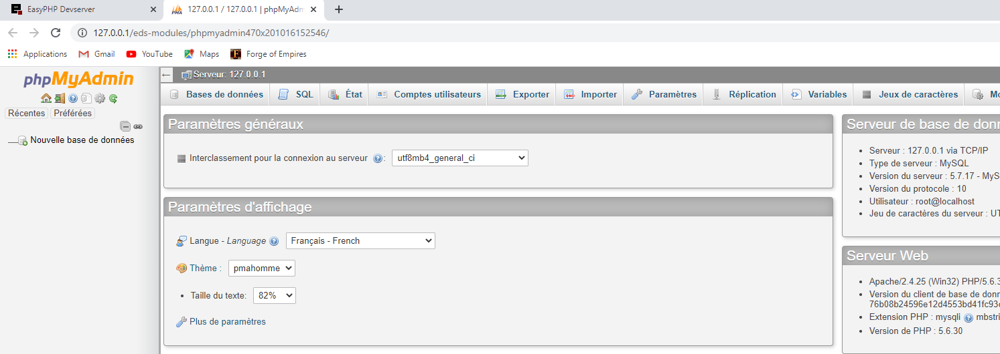 EasyPHP Devserver
127.0.0.1 / 127.0.0.1 | phpMyAdm
127.0.0.1/eds-modules/phpmyadmin470x201016152546/
Applications Gmail YouTube Maps Forge of Empires
phpMyAdmin
Récentes Préférées
Nouvelle base de données
Serveur: 127.0.0.1
Bases de données SQL État Comptes utilisateurs Exporter Importer Paramètres Réplication Variables Jeux de caractères Mo
Paramètres généraux
Interclassement pour la connexion au serveur : utf8mb4_general_ci
Paramètres d'affichage
Langue - Language Français - French
Thème : pmahomme
Taille du texte: 82%
Plus de paramètres
Serveur de base de donn
Serveur : 127.0.0.1 via TCP/IP
Type de serveur : MySQL
Version du serveur : 5.7.17 - MyS
Version du protocole : 10
Utilisateur : root@localhost
Jeu de caractères du serveur : UT
Serveur Web
Apache/2.4.25 (Win32) PHP/5.6.3
Version du client de base de donn
76b08b24596e12d4553bd41fc93c
Extension PHP : mysqli mbstri
Version de PHP : 5.6.30